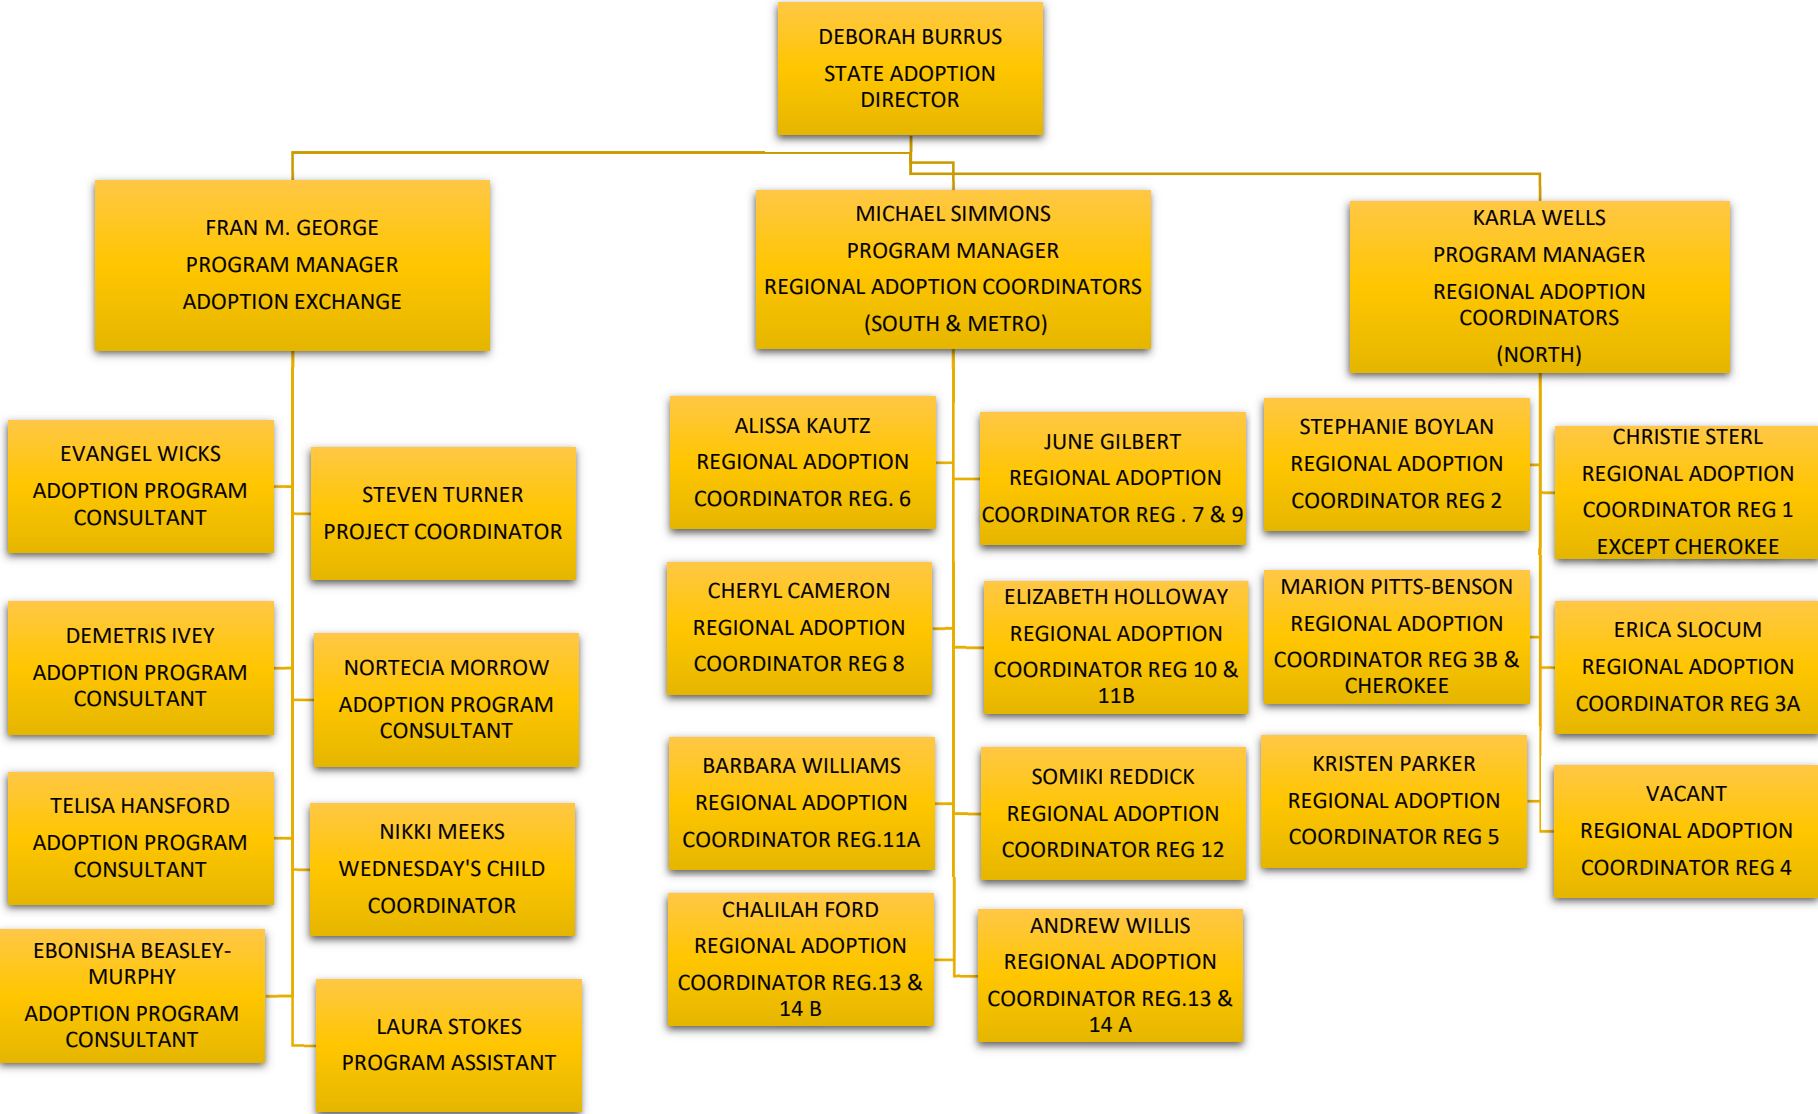 DEBORAH BURRUS
STATE ADOPTION
DIRECTOR
FRAN M. GEORGE
PROGRAM MANAGER
ADOPTION EXCHANGE
MICHAEL SIMMONS
PROGRAM MANAGER
REGIONAL ADOPTION COORDINATORS
(SOUTH & METRO)
KARLA WELLS
PROGRAM MANAGER
REGIONAL ADOPTION
COORDINATORS
(NORTH)
EVANGEL WICKS
ADOPTION PROGRAM
CONSULTANT
STEVEN TURNER
PROJECT COORDINATOR
DEMETRIS IVEY
ADOPTION PROGRAM
CONSULTANT
NORTECIA MORROW
ADOPTION PROGRAM
CONSULTANT
TELISA HANSFORD
ADOPTION PROGRAM
CONSULTANT
NIKKI MEEKS
WEDNESDAY'S CHILD
COORDINATOR
EBONISHA BEASLEY-
MURPHY
ADOPTION PROGRAM
CONSULTANT
LAURA STOKES
PROGRAM ASSISTANT
ALISSA KAUTZ
REGIONAL ADOPTION
COORDINATOR REG. 6
JUNE GILBERT
REGIONAL ADOPTION
COORDINATOR REG . 7 & 9
CHERYL CAMERON
REGIONAL ADOPTION
COORDINATOR REG 8
ELIZABETH HOLLOWAY
REGIONAL ADOPTION
COORDINATOR REG 10 &
11B
BARBARA WILLIAMS
REGIONAL ADOPTION
COORDINATOR REG.11A
SOMIKI REDDICK
REGIONAL ADOPTION
COORDINATOR REG 12
CHALILAH FORD
REGIONAL ADOPTION
COORDINATOR REG.13 &
14 B
ANDREW WILLIS
REGIONAL ADOPTION
COORDINATOR REG.13 &
14 A
STEPHANIE BOYLAN
REGIONAL ADOPTION
COORDINATOR REG 2
CHRISTIE STERL
REGIONAL ADOPTION
COORDINATOR REG 1
EXCEPT CHEROKEE
MARION PITTS-BENSON
REGIONAL ADOPTION
COORDINATOR REG 3B &
CHEROKEE
ERICA SLOCUM
REGIONAL ADOPTION
COORDINATOR REG 3A
KRISTEN PARKER
REGIONAL ADOPTION
COORDINATOR REG 5
VACANT
REGIONAL ADOPTION
COORDINATOR REG 4